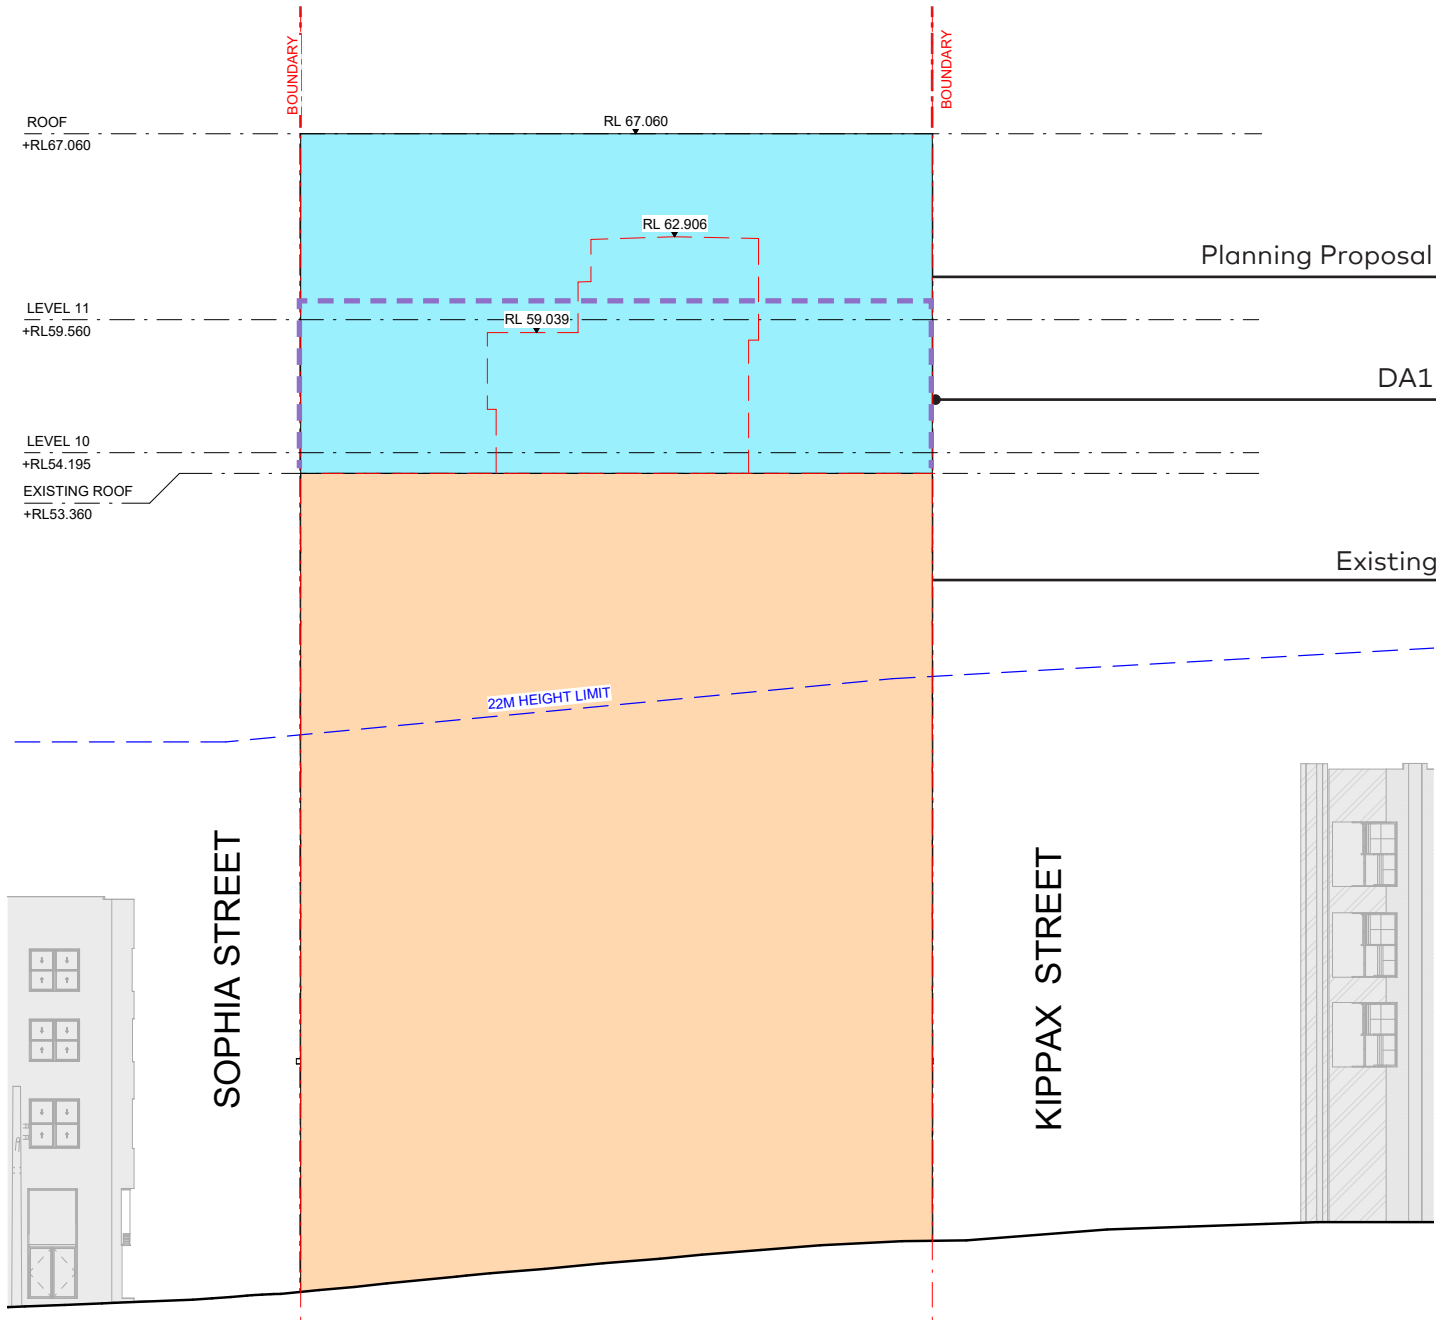 BOUNDARY
BOUNDARY
ROOF
+RL67.060
RL 67.060
RL 62.906
Planning Proposal
LEVEL 11
+RL59.560
RL 59.039
DA1
LEVEL 10
+RL54.195
EXISTING ROOF
+RL53.360
Existing
22M HEIGHT LIMIT
SOPHIA STREET
KIPPAX STREET